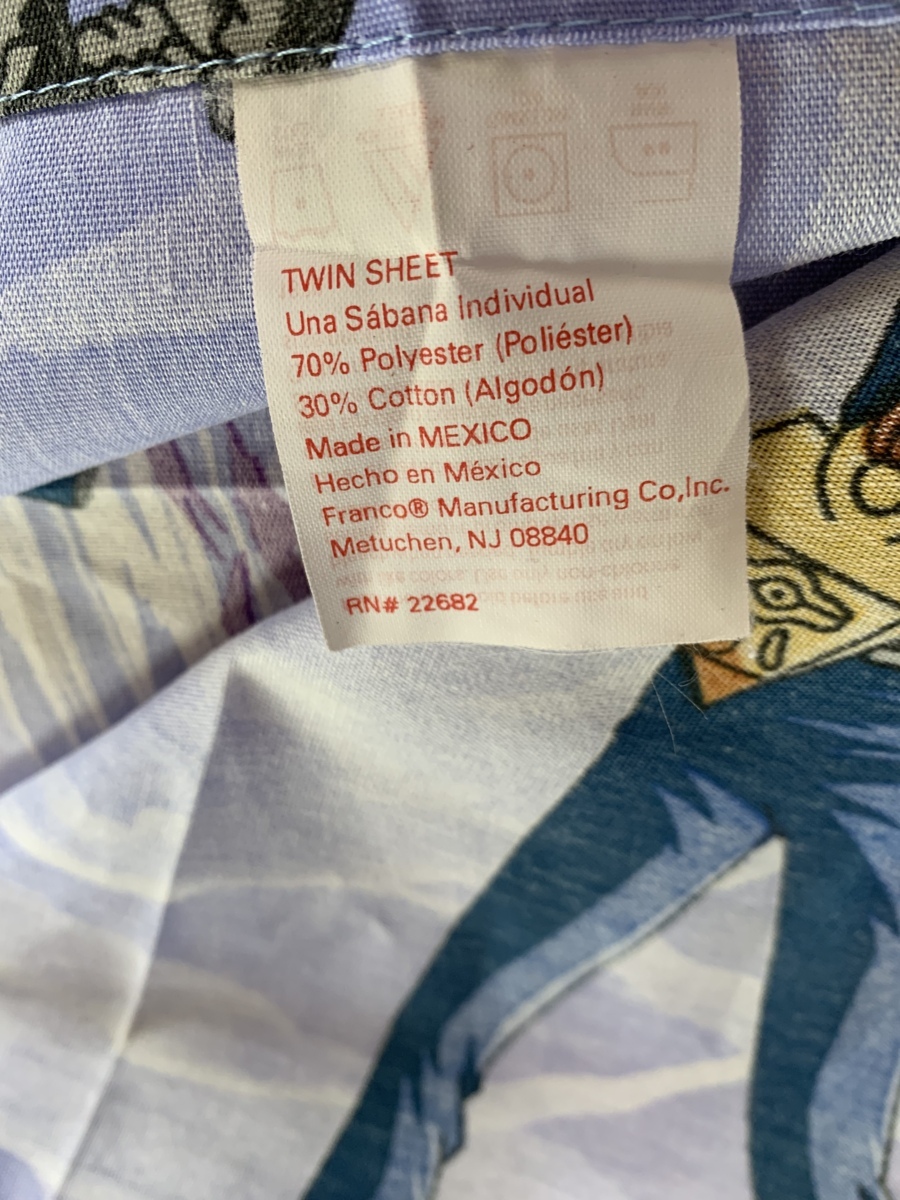 TWIN SHEET
Una Sábana Individual
70% Polyester (Poliéster)
30% Cotton (Algodón)
Made in MEXICO
Hecho en México
Franco® Manufacturing Co,Inc.
Metuchen, NJ 08840
RN# 22682